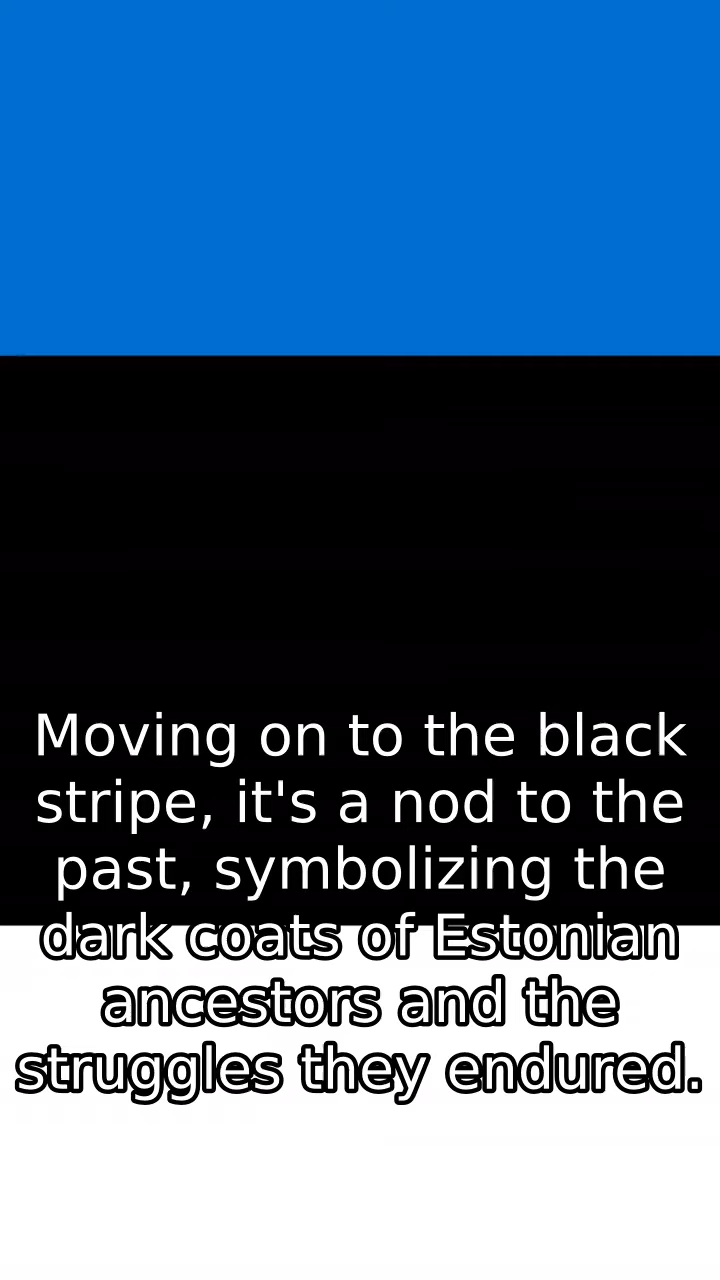 Moving on to the black
stripe, it's a nod to the
past, symbolizing the
dark coats of Estonian
ancestors and the
struggles they endured.